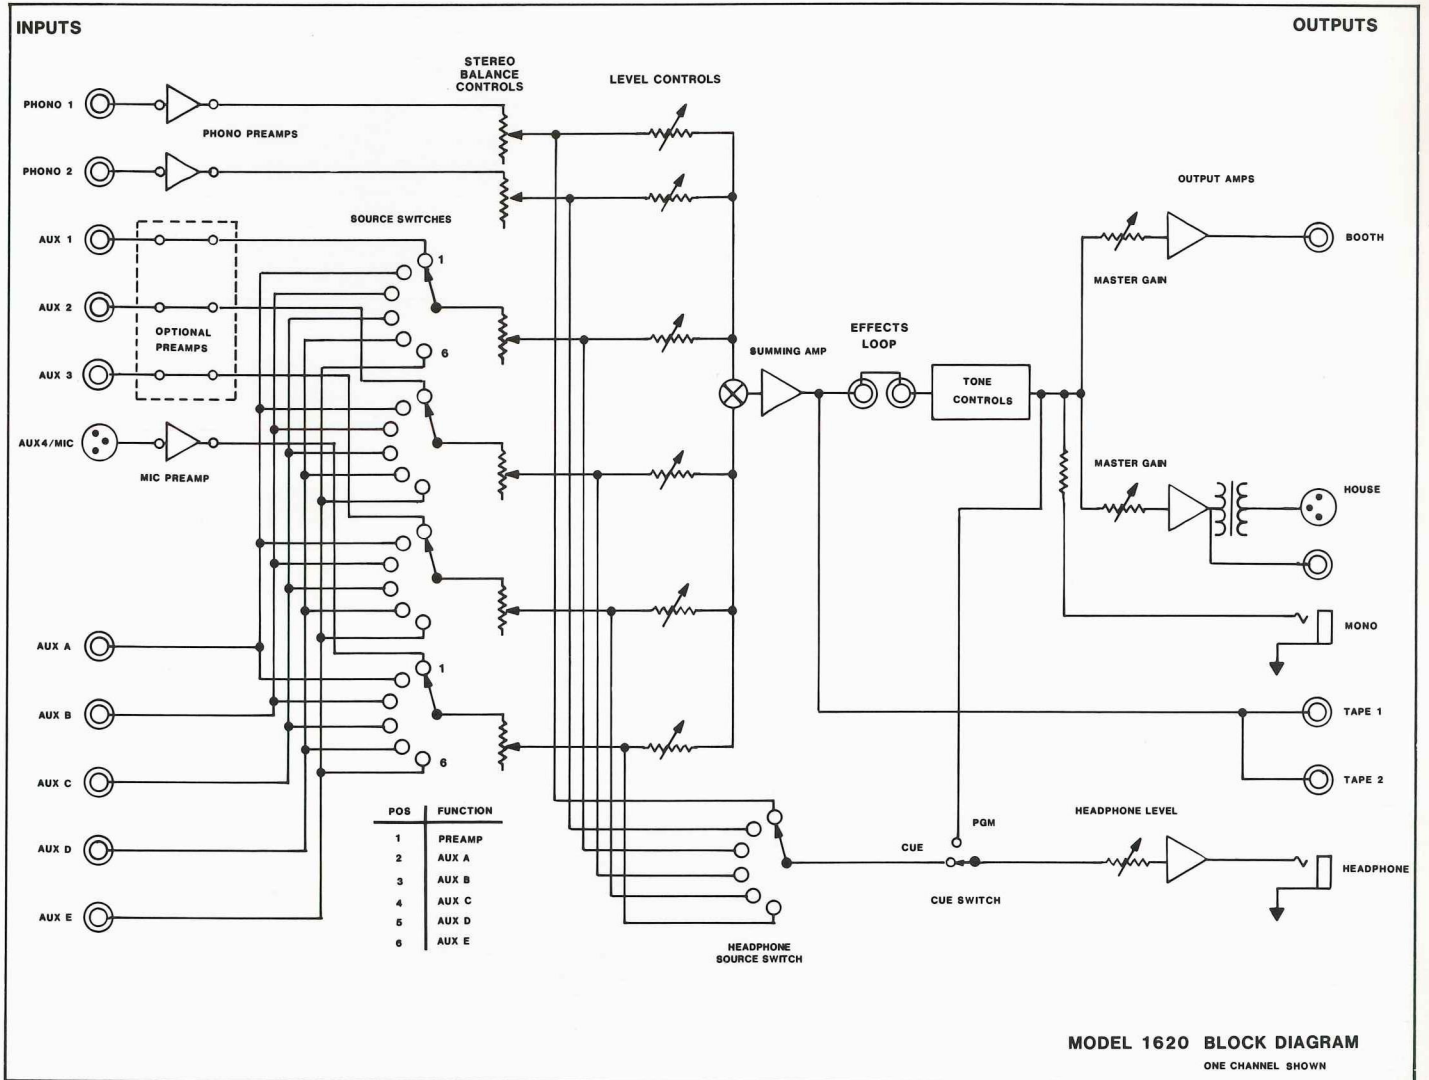 INPUTS
OUTPUTS
STEREO
BALANCE
CONTROLS
LEVEL CONTROLS
PHONO 1
PHONO PREAMPS
PHONO 2
OUTPUT AMPS
SOURCE SWITCHES
AUX 1
BOOTH
1
MASTER GAIN
AUX 2
OPTIONAL
PREAMPS
EFFECTS
LOOP
6
SUMMING AMP
AUX 3
TONE
CONTROLS
AUX4/MIC
MIC PREAMP
MASTER GAIN
HOUSE
MONO
AUX A
1
AUX B
TAPE 1
6
AUX C
TAPE 2
POS FUNCTION
1 PREAMP
2 AUX A
3 AUX B
4 AUX C
5 AUX D
6 AUX E
HEADPHONE LEVEL
PGM
AUX D
CUE
HEADPHONE
CUE SWITCH
AUX E
HEADPHONE
SOURCE SWITCH
MODEL 1620 BLOCK DIAGRAM
ONE CHANNEL SHOWN